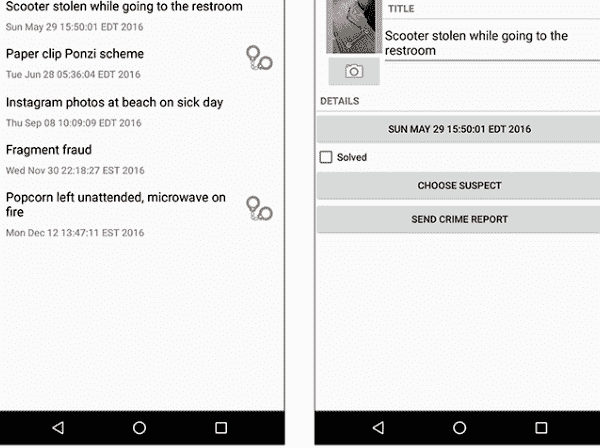 Scooter stolen while going to the restroom
Sun May 29 15:50:01 EDT 2016
Paper clip Ponzi scheme
Tue Jun 28 05:36:04 EDT 2016
Instagram photos at beach on sick day
Thu Sep 08 10:09:09 EDT 2016
Fragment fraud
Wed Nov 30 22:18:27 EST 2016
Popcorn left unattended, microwave on
fire
Mon Dec 12 13:47:11 EST 2016
TITLE
Scooter stolen while going to the
restroom
DETAILS
SUN MAY 29 15:50:01 EDT 2016
Solved
CHOOSE SUSPECT
SEND CRIME REPORT